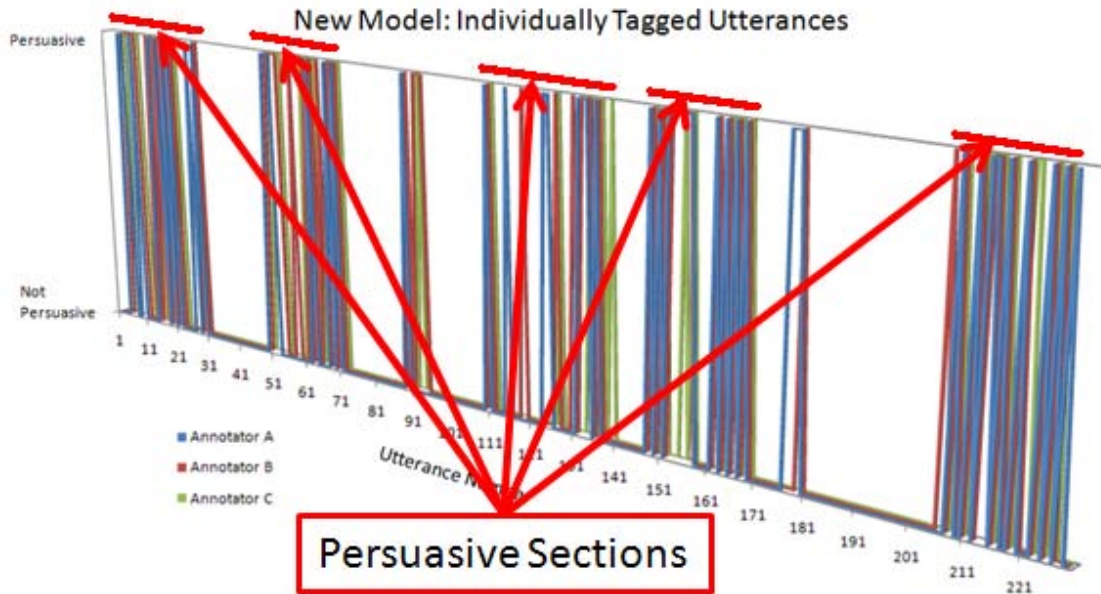 New Model: Individually Tagged Utterances
Persuasive
Not
Persuasive
1
11
21
31
41
51
61
71
81
91
111
141
151
161
171
181
191
201
211
221
Utterance
Annotator A
Annotator B
Annotator C
Persuasive Sections